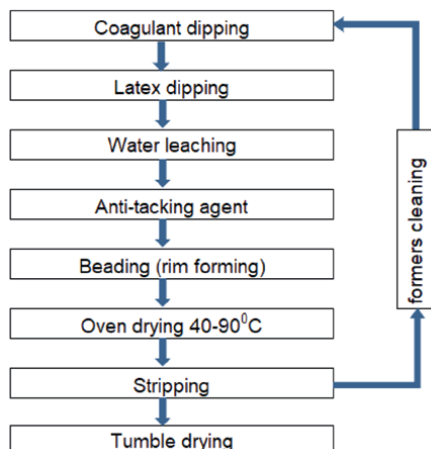 Coagulant dipping
Latex dipping
Water leaching
Anti-tacking agent
Beading (rim forming)
Oven drying 40-90⁰C
Stripping
Tumble drying
formers cleaning